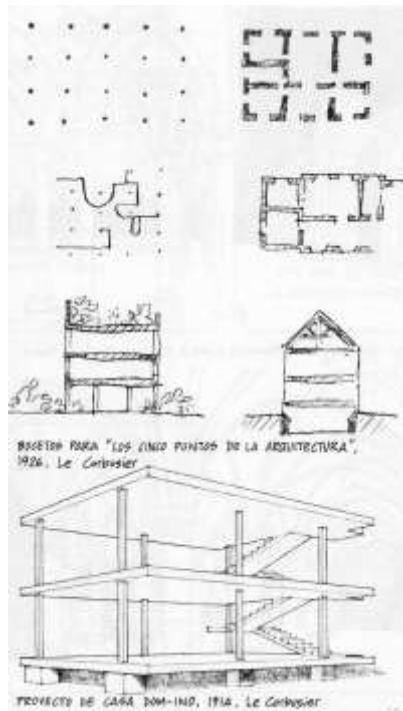 BOCETOS PARA "LOS CINCO PUNTOS DE LA ARQUITECTURA",
1926. Le Corbusier
PROYECTO DE CASA DOM-INO, 1914. Le Corbusier